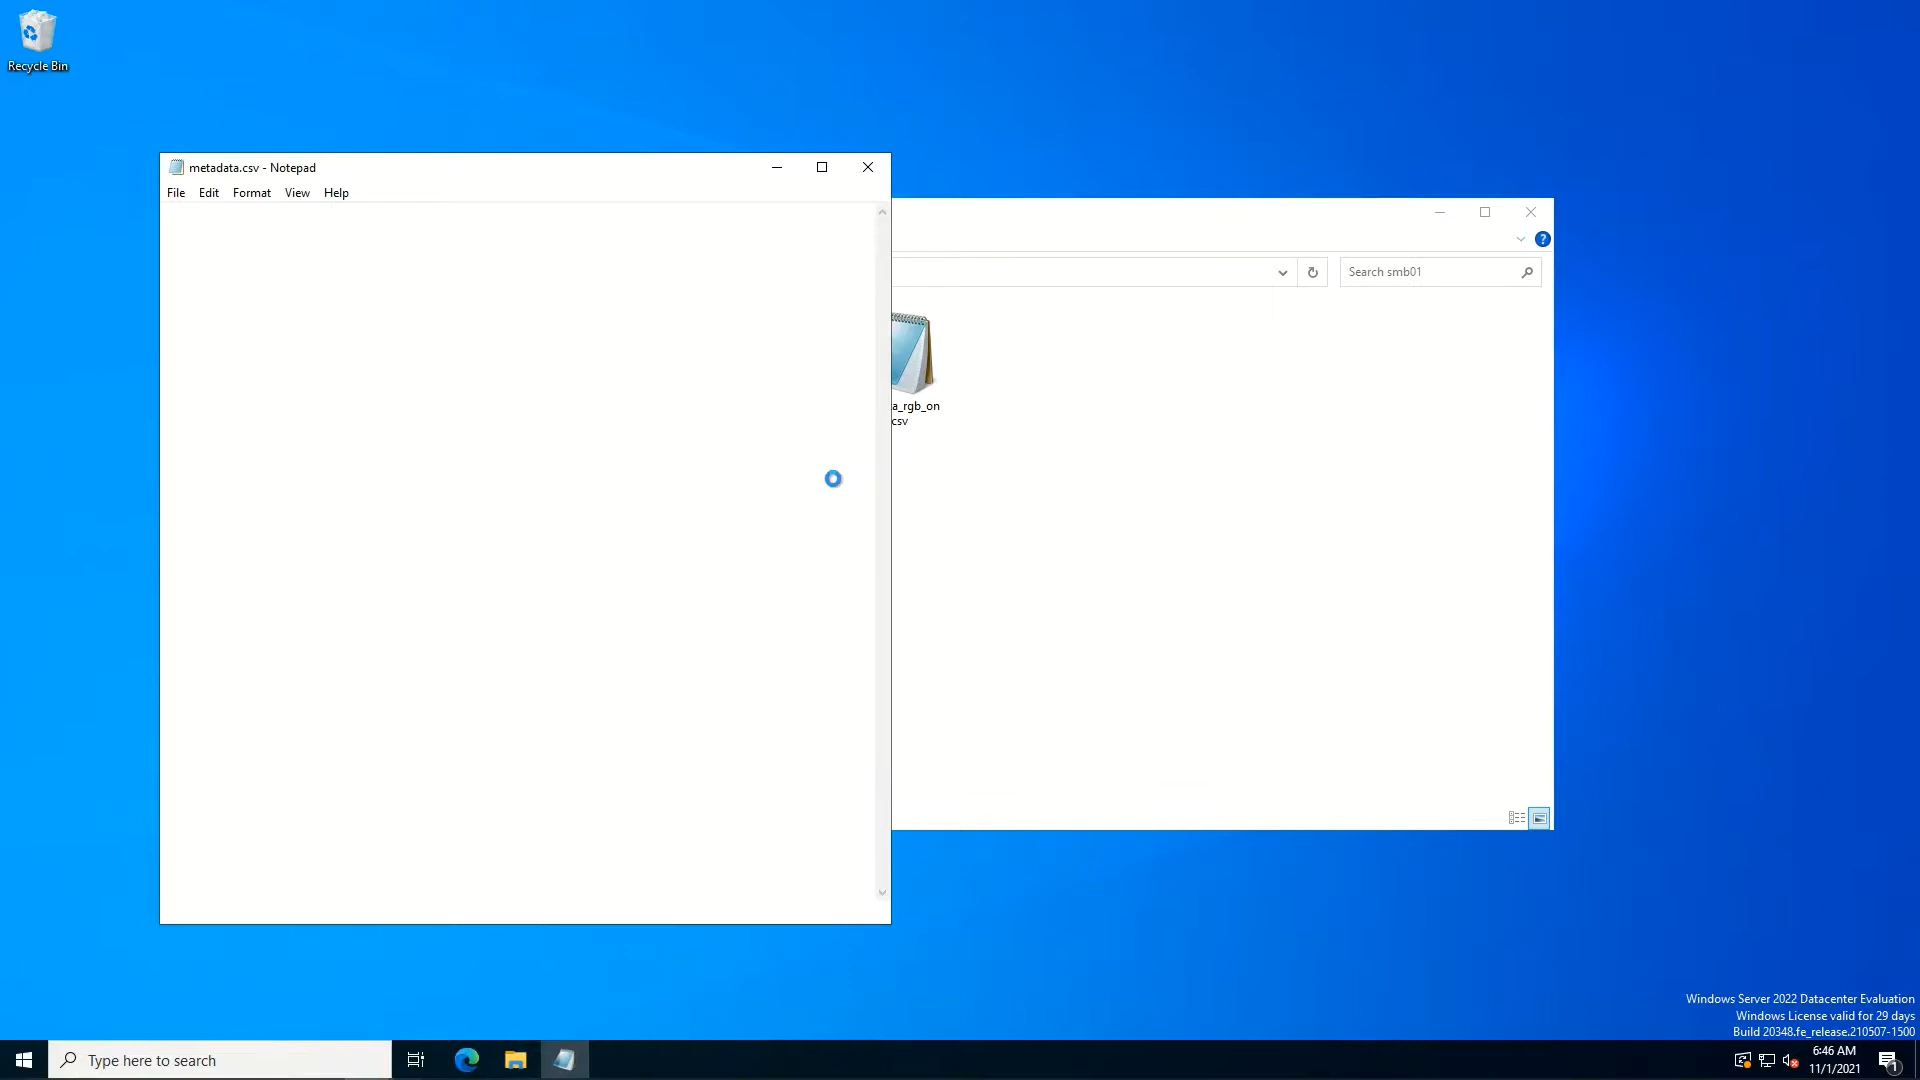 Recycle Bin
metadata.csv - Notepad
File Edit Format View Help
Search smb01
a_rgb_on
csv
Windows Server 2022 Datacenter Evaluation
Windows License valid for 29 days
Build 20348.fe_release.210507-1500
Type here to search
6:46 AM
11/1/2021
1